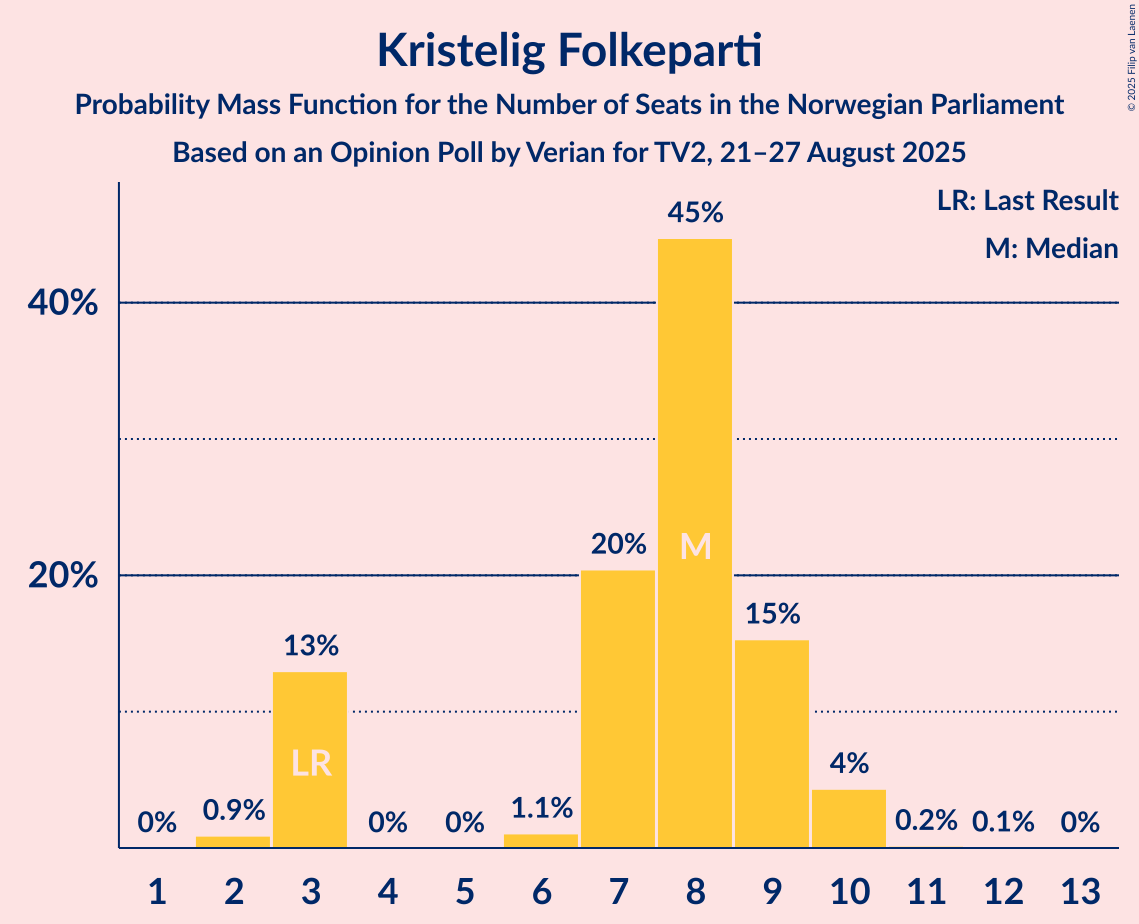 Kristelig Folkeparti
Probability Mass Function for the Number of Seats in the Norwegian Parliament
Based on an Opinion Poll by Verian for TV2, 21–27 August 2025
© 2025 Filip van Laenen
LR: Last Result
M: Median
45%
40%
20%
M
20%
15%
13%
LR
4%
0%
0.9%
0%
0%
1.1%
0.2%
0.1%
0%
1 2 3 4 5 6 7 8 9 10 11 12 13